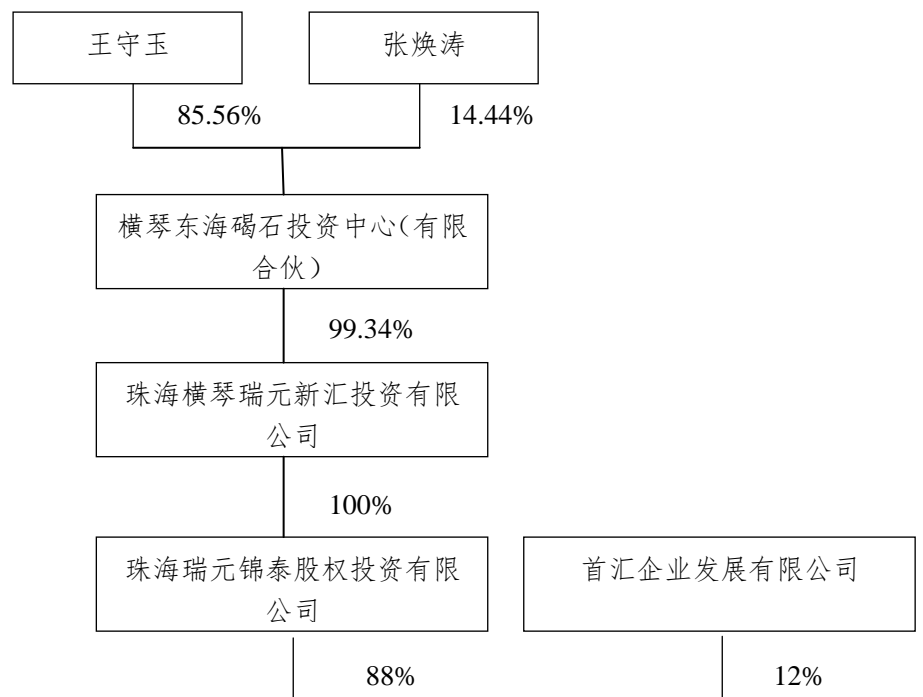 王守玉
张焕涛
85.56%
14.44%
横琴东海碣石投资中心(有限
合伙)
99.34%
珠海横琴瑞元新汇投资有限
公司
100%
珠海瑞元锦泰股权投资有限
公司
首汇企业发展有限公司
88%
12%